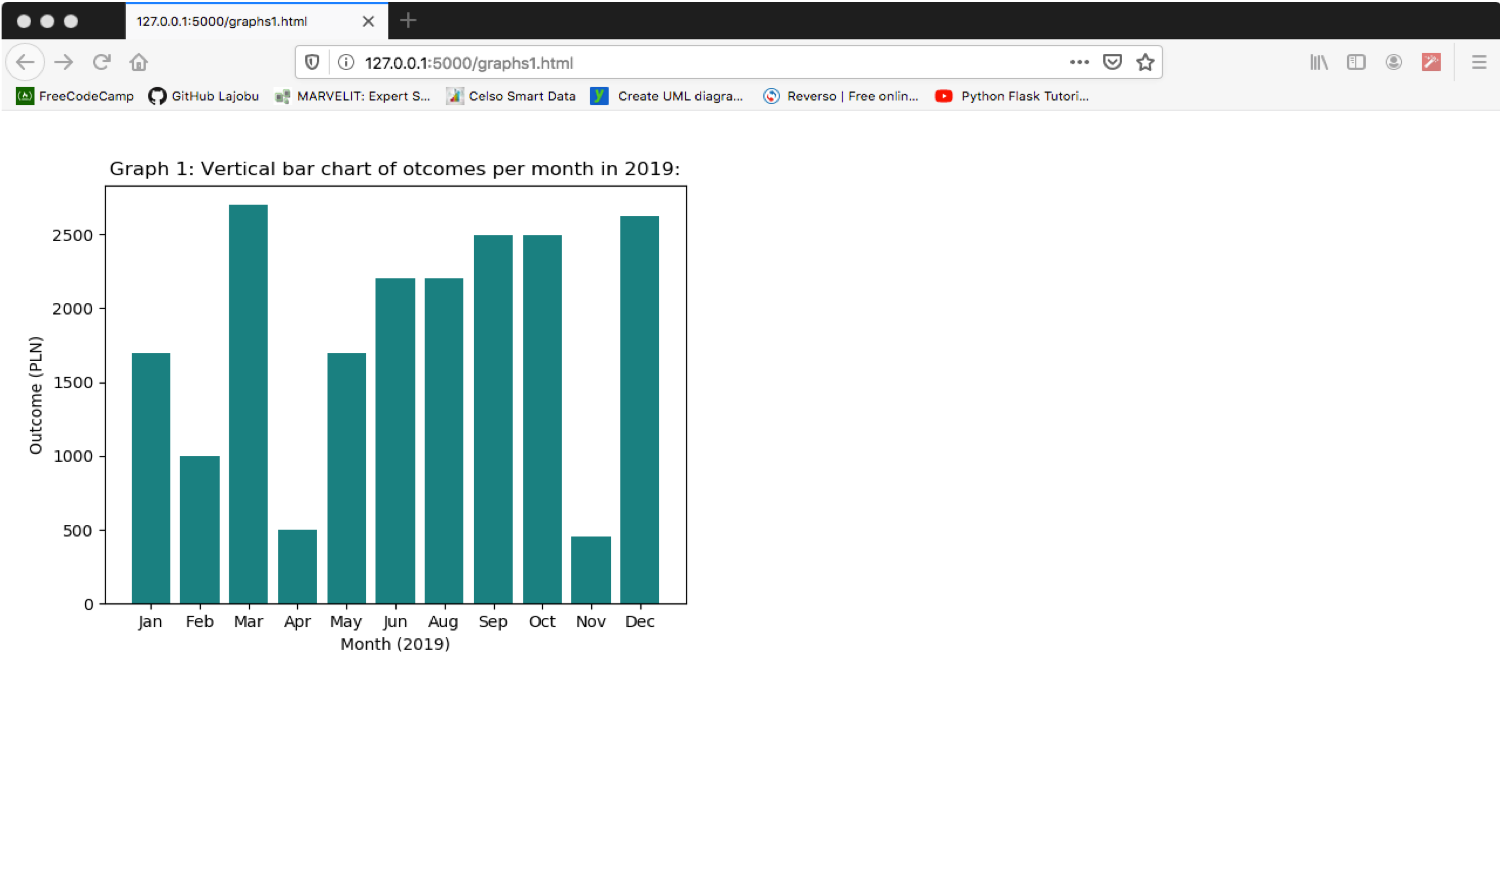 127.0.0.1:5000/graphs1.html
127.0.0.1:5000/graphs1.html
FreeCodeCamp GitHub Lajobu MARVELIT: Expert S... Celso Smart Data y Create UML diagra... Reverso | Free onlin... Python Flask Tutori...
Graph 1: Vertical bar chart of otcomes per month in 2019:
2500
2000
1500
1000
500
0
Outcome (PLN)
Jan Feb Mar Apr May Jun Aug Sep Oct Nov Dec
Month (2019)